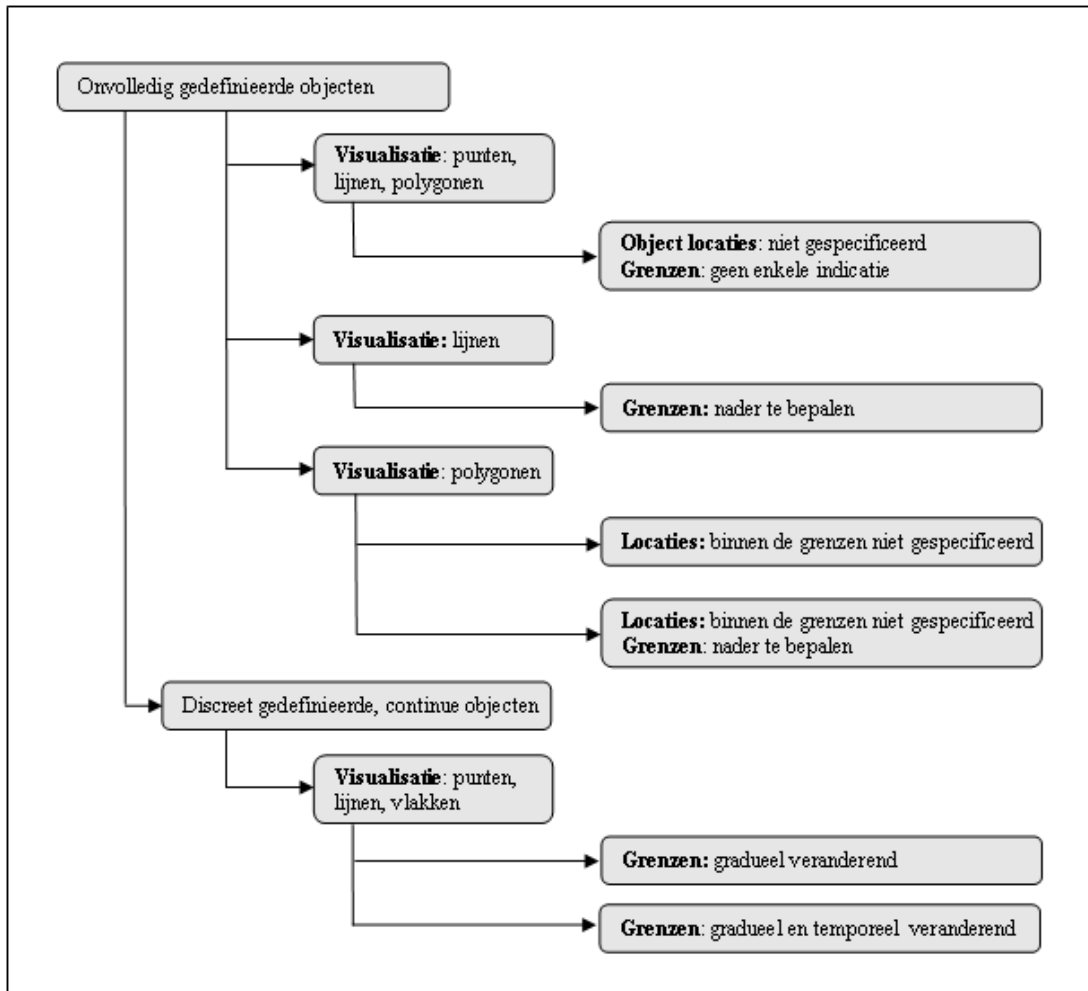 Onvolledig gedefinieerde objecten
Visualisatie: punten,
lijnen, polygonen
Object locaties: niet gespecificeerd
Grenzen: geen enkele indicatie
Visualisatie: lijnen
Grenzen: nader te bepalen
Visualisatie: polygonen
Locaties: binnen de grenzen niet gespecificeerd
Locaties: binnen de grenzen niet gespecificeerd
Grenzen: nader te bepalen
Discreet gedefinieerde, continue objecten
Visualisatie: punten,
lijnen, vlakken
Grenzen: gradueel veranderend
Grenzen: gradueel en temporeel veranderend